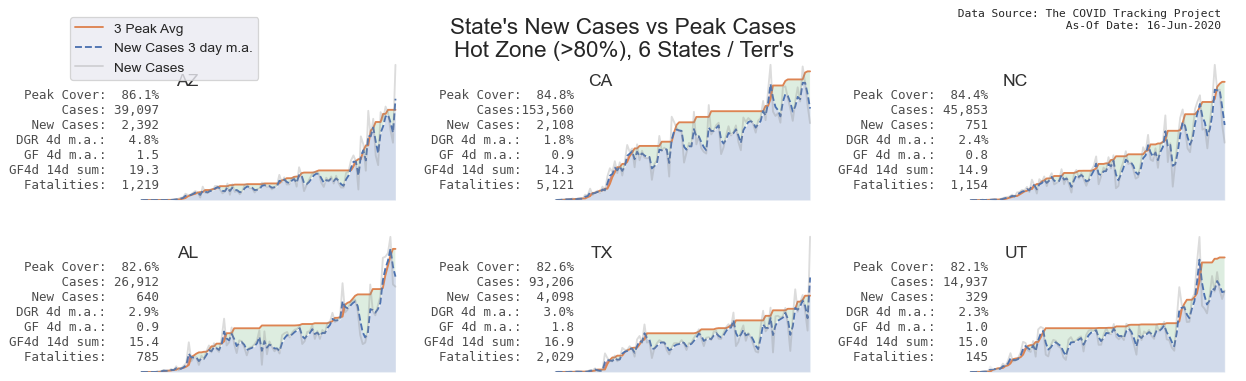 3 Peak Avg
New Cases 3 day m.a.
New Cases
State's New Cases vs Peak Cases
Hot Zone (>80%), 6 States / Terr's
Data Source: The COVID Tracking Project
As-Of Date: 16-Jun-2020
AZ
Peak Cover: 86.1%
Cases: 39,097
New Cases: 2,392
DGR 4d m.a.: 4.8%
GF 4d m.a.: 1.5
GF4d 14d sum: 19.3
Fatalities: 1,219
CA
Peak Cover: 84.8%
Cases:153,560
New Cases: 2,108
DGR 4d m.a.: 1.8%
GF 4d m.a.: 0.9
GF4d 14d sum: 14.3
Fatalities: 5,121
NC
Peak Cover: 84.4%
Cases: 45,853
New Cases: 751
DGR 4d m.a.: 2.4%
GF 4d m.a.: 0.8
GF4d 14d sum: 14.9
Fatalities: 1,154
AL
Peak Cover: 82.6%
Cases: 26,912
New Cases: 640
DGR 4d m.a.: 2.9%
GF 4d m.a.: 0.9
GF4d 14d sum: 15.4
Fatalities: 785
TX
Peak Cover: 82.6%
Cases: 93,206
New Cases: 4,098
DGR 4d m.a.: 3.0%
GF 4d m.a.: 1.8
GF4d 14d sum: 16.9
Fatalities: 2,029
UT
Peak Cover: 82.1%
Cases: 14,937
New Cases: 329
DGR 4d m.a.: 2.3%
GF 4d m.a.: 1.0
GF4d 14d sum: 15.0
Fatalities: 145